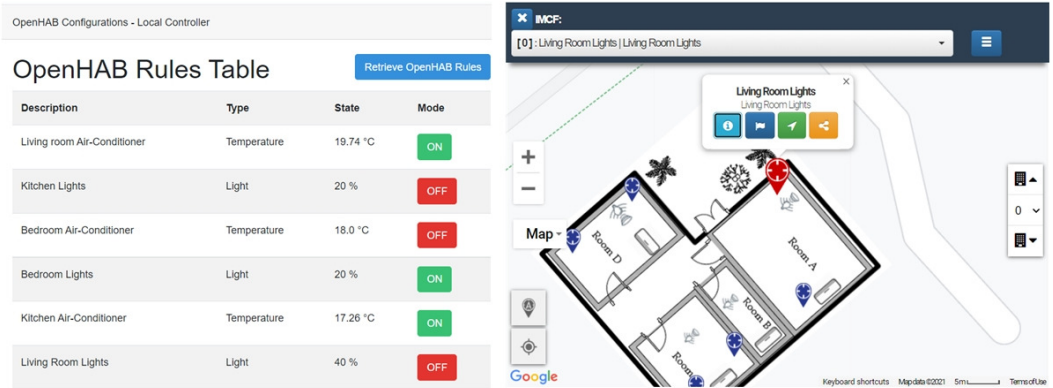 OpenHAB Configurations - Local Controller
OpenHAB Rules Table
Retrieve OpenHAB Rules
Description Type State Mode
Living room Air-Conditioner Temperature 19.74 °C ON
Kitchen Lights Light 20 % OFF
Bedroom Air-Conditioner Temperature 18.0 °C OFF
Bedroom Lights Light 20 % ON
Kitchen Air-Conditioner Temperature 17.26 °C ON
Living Room Lights Light 40 % OFF
IMCF:
[0] : Living Room Lights | Living Room Lights
Living Room Lights
Living Room Lights
Map
0
Room D
Room A
Room B
Room
Google
Keyboard shortcuts Map data ©2021 5 m Terms of Use